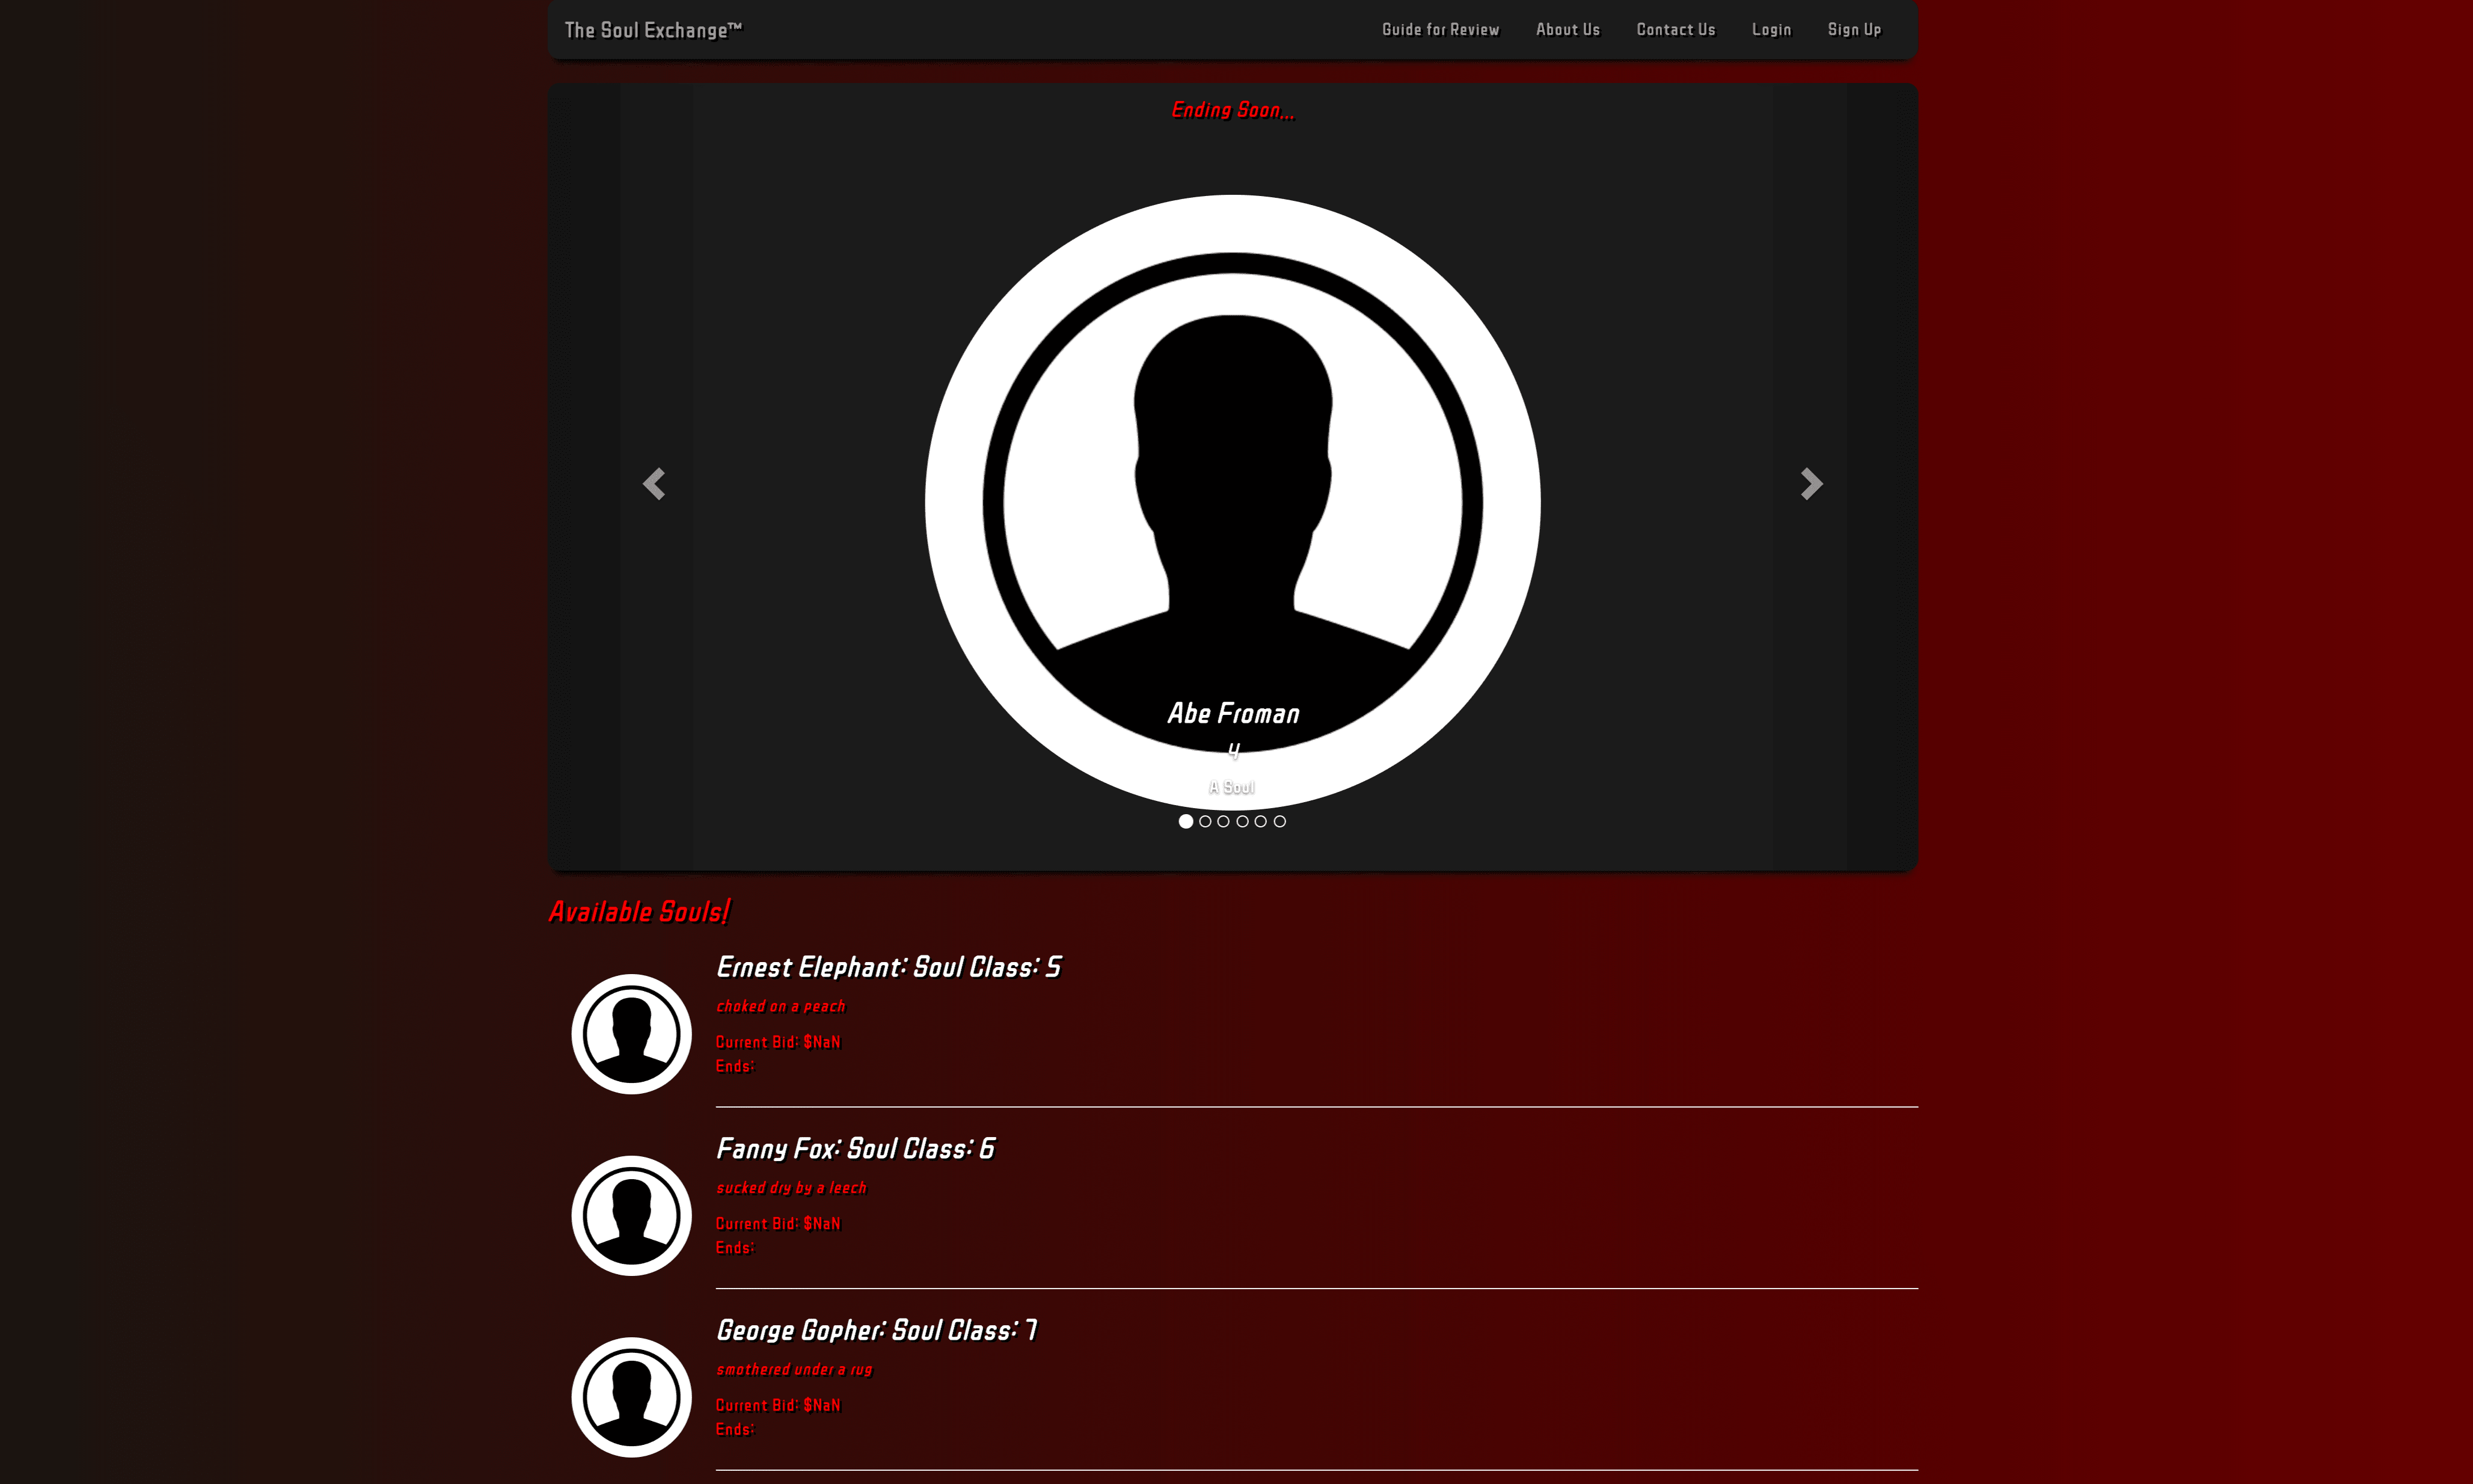 The Soul Exchange™ Guide for Review About Us Contact Us Login Sign Up
Ending Soon...
Abe Froman
4
A Soul
Available Souls!
Ernest Elephant: Soul Class: 5
choked on a peach
Current Bid: $NaN
Ends:
Fanny Fox: Soul Class: 6
sucked dry by a leech
Current Bid: $NaN
Ends:
George Gopher: Soul Class: 7
smothered under a rug
Current Bid: $NaN
Ends: